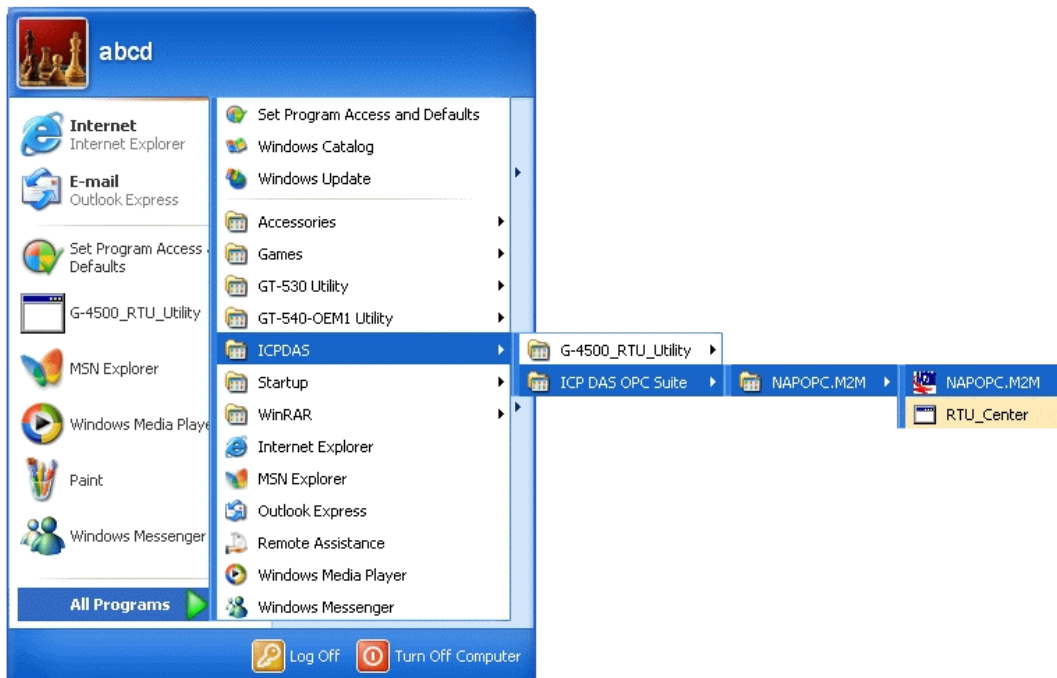 abcd
Internet
Internet Explorer
E-mail
Outlook Express
Set Program Access
Defaults
G-4500_RTU_Utility
MSN Explorer
Windows Media Playe
Paint
Windows Messenger
All Programs
Set Program Access and Defaults
Windows Catalog
Windows Update
Accessories
Games
GT-530 Utility
GT-540-OEM1 Utility
ICPDAS
Startup
WinRAR
Internet Explorer
MSN Explorer
Outlook Express
Remote Assistance
Windows Media Player
Windows Messenger
G-4500_RTU_Utility
ICP DAS OPC Suite
NAPOPC.M2M
NAPOPC.M2M
RTU_Center
Log Off
Turn Off Computer